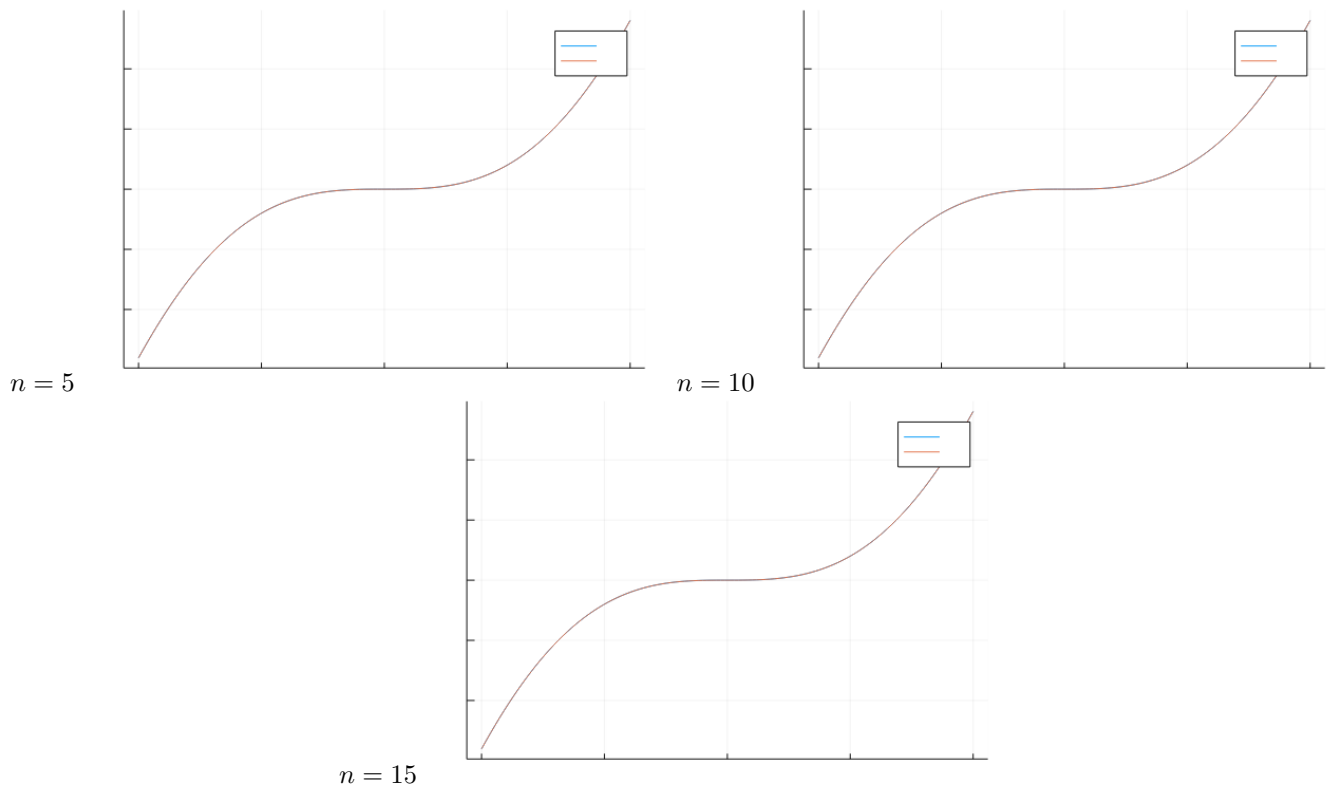 n = 5
n = 10
n = 15